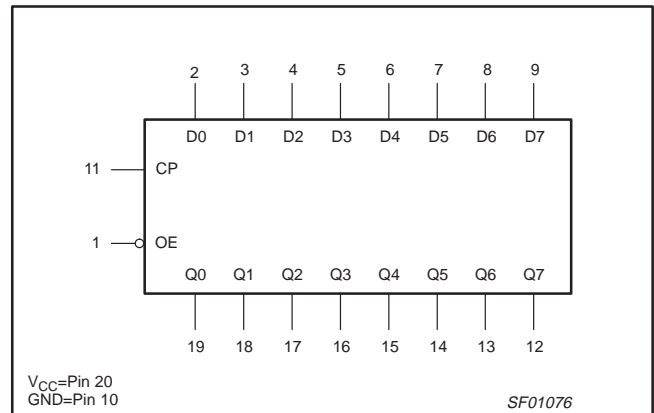 2 3 4 5 6 7 8 9
D0 D1 D2 D3 D4 D5 D6 D7
11 CP
1 OE
Q0 Q1 Q2 Q3 Q4 Q5 Q6 Q7
19 18 17 16 15 14 13 12
VCC=Pin 20
GND=Pin 10
SF01076